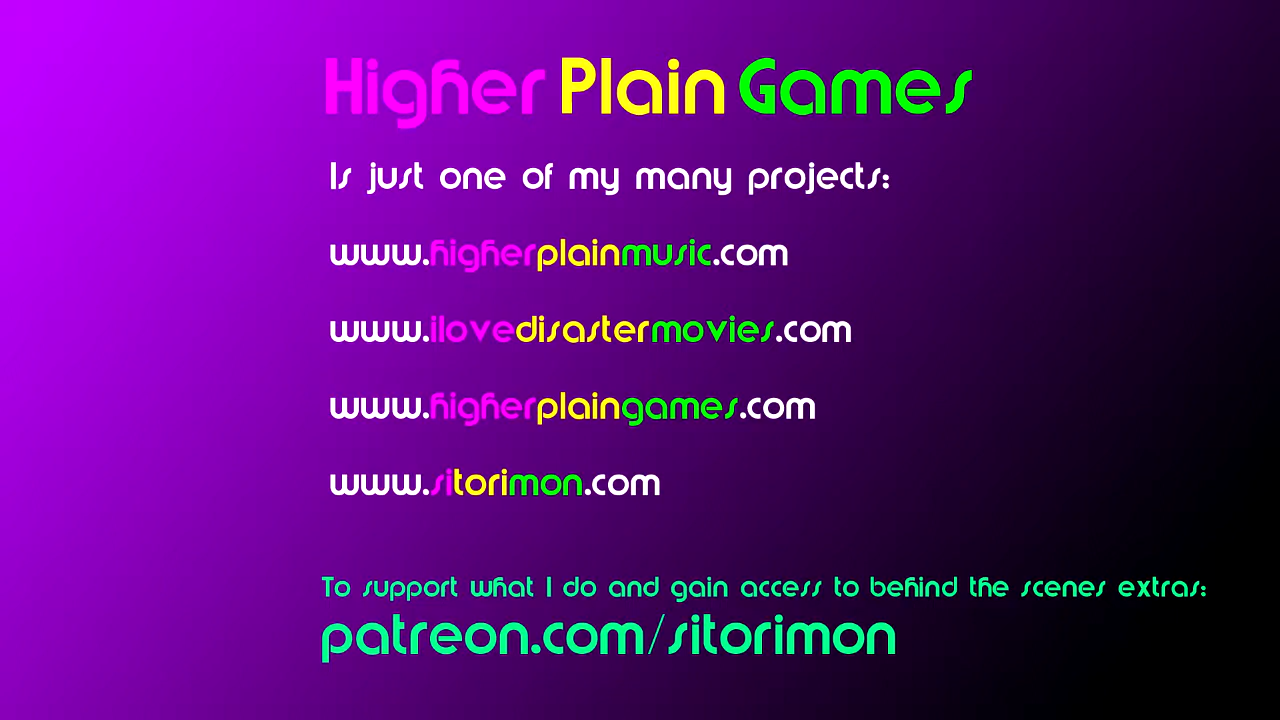 Higher Plain Games
Is just one of my many projects:
www.higherplainmusic.com
www.ilovedisastermovies.com
www.higherplaingames.com
www.sitorimon.com
To support what I do and gain access to behind the scenes extras:
patreon.com/sitorimon